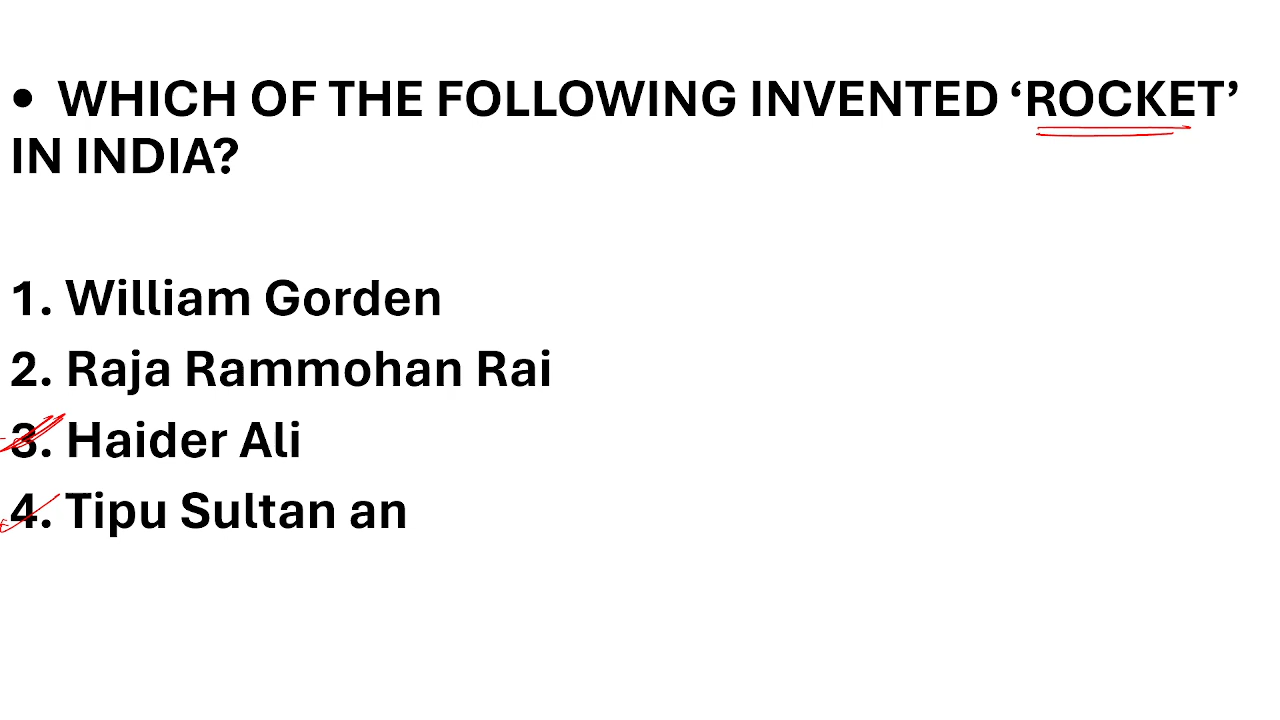 • WHICH OF THE FOLLOWING INVENTED ‘ROCKET’
IN INDIA?
1. William Gorden
2. Raja Rammohan Rai
3. Haider Ali
4. Tipu Sultan an